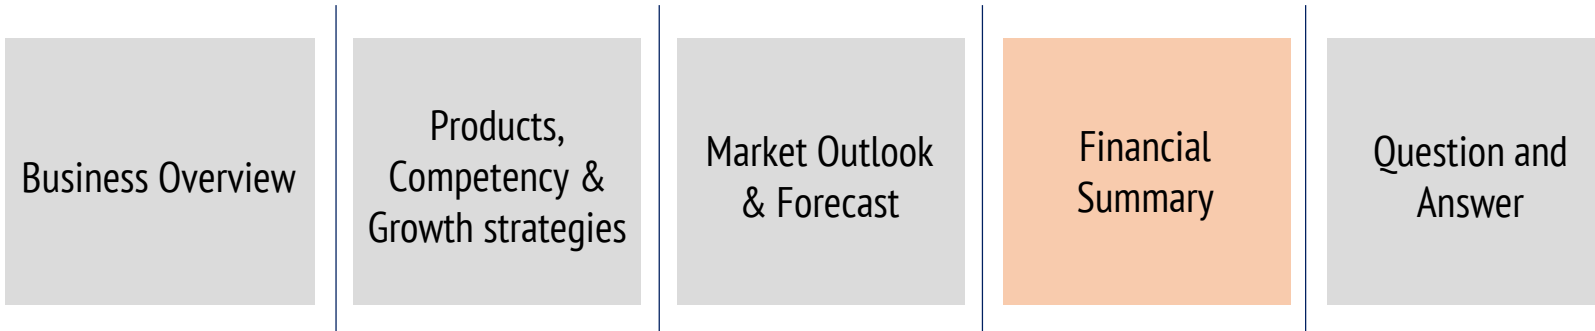 Business Overview
Products,
Competency &
Growth strategies
Market Outlook
& Forecast
Financial
Summary
Question and
Answer